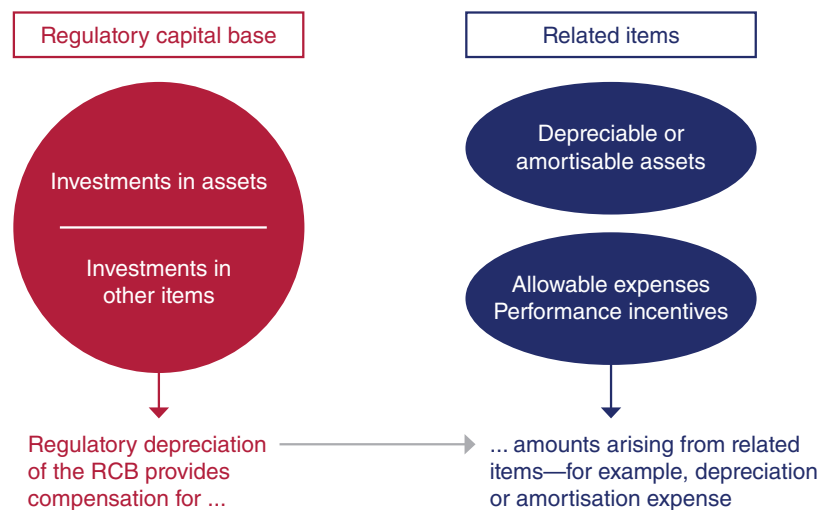 Regulatory capital base
Related items
Investments in assets
Investments in
other items
Depreciable or
amortisable assets
Allowable expenses
Performance incentives
Regulatory depreciation
of the RCB provides
compensation for ...
... amounts arising from related
items—for example, depreciation
or amortisation expense